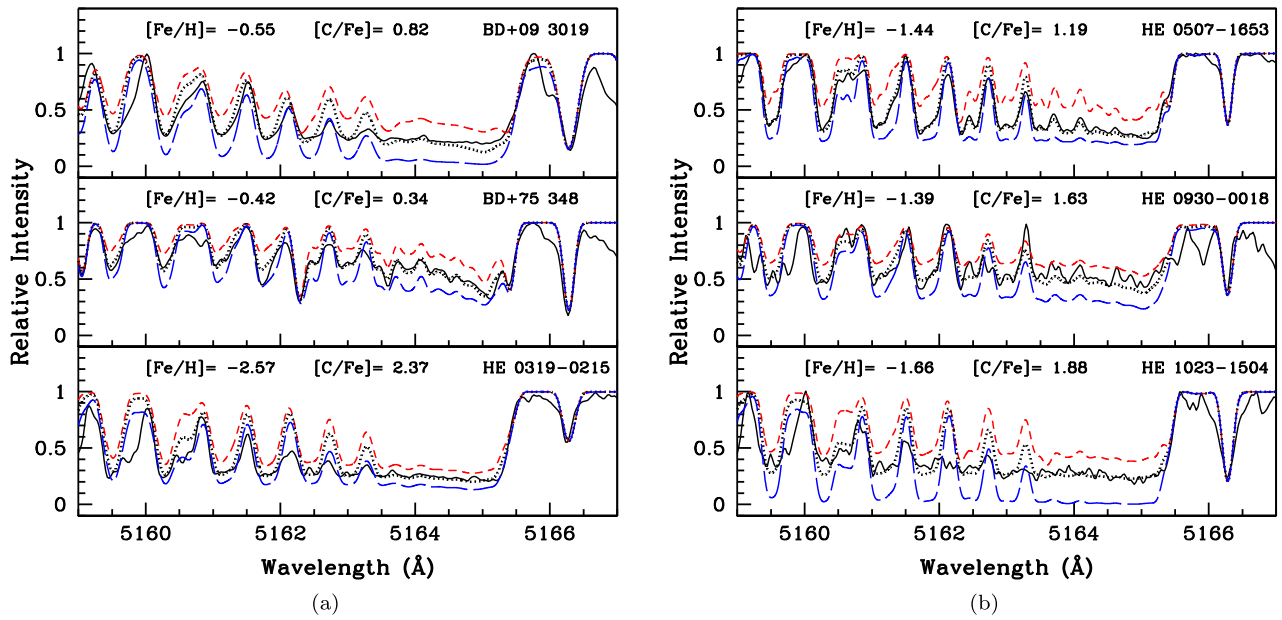 [Fe/H]= −0.55 [C/Fe]= 0.82 BD+09 3019
1
0.5
0
[Fe/H]= −0.42 [C/Fe]= 0.34 BD+75 348
1
0.5
0
[Fe/H]= −2.57 [C/Fe]= 2.37 HE 0319−0215
1
0.5
0
Relative Intensity
5160 5162 5164 5166
Wavelength (Å)
(a)
[Fe/H]= −1.44 [C/Fe]= 1.19 HE 0507−1653
1
0.5
0
[Fe/H]= −1.39 [C/Fe]= 1.63 HE 0930−0018
1
0.5
0
[Fe/H]= −1.66 [C/Fe]= 1.88 HE 1023−1504
1
0.5
0
Relative Intensity
5160 5162 5164 5166
Wavelength (Å)
(b)